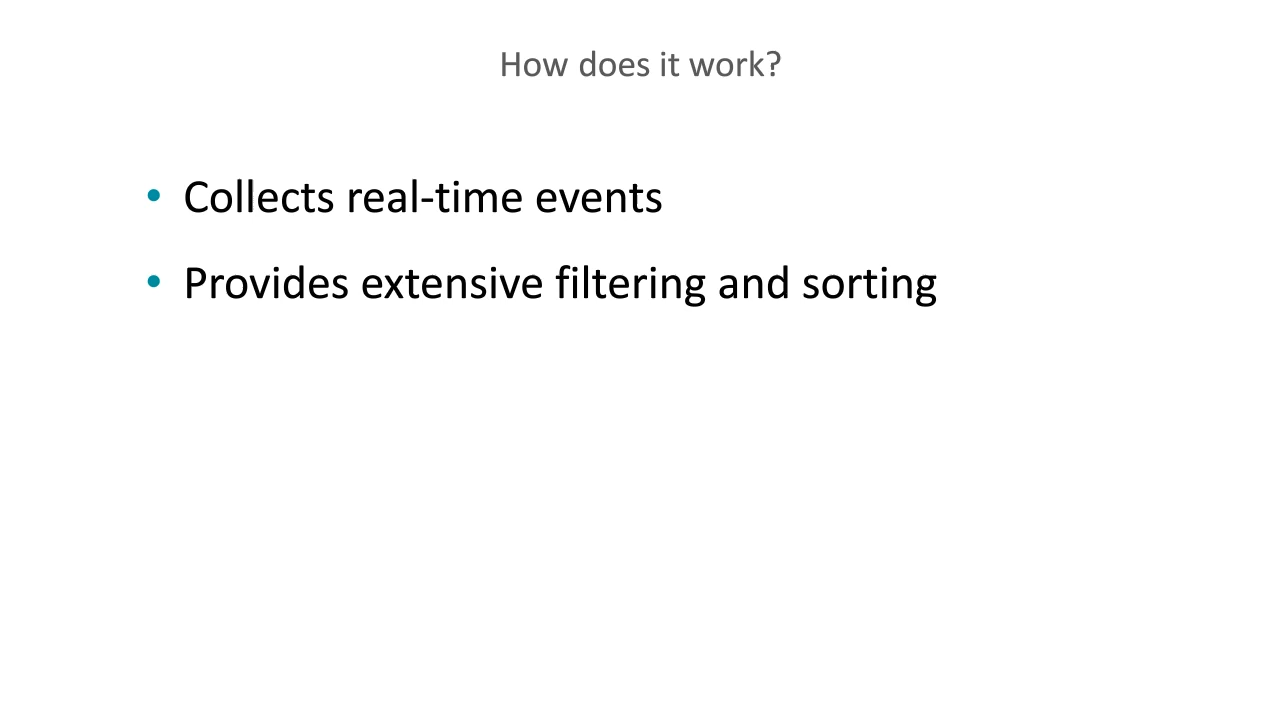 How does it work?
• Collects real-time events
• Provides extensive filtering and sorting